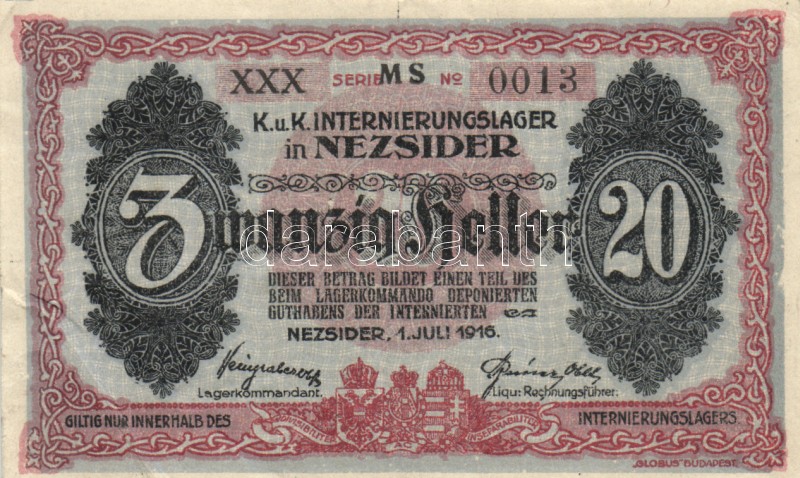 XXX SERIE MS No 0013
K.u.K. INTERNIERUNGSLAGER
in NEZSIDER
Zwanzig Heller 20
darabanth
DIESER BETRAG BILDET EINEN TEIL DES
BEIM LAGERKOMMANDO DEPONIERTEN
GUTHABENS DER INTERNIERTEN
NEZSIDER, 1. JULI 1916.
Lagerkommandant. Liqu: Rechnungsführer.
GILTIG NUR INNERHALB DES INTERNIERUNGSLAGERS.
"GLOBUS" BUDAPEST.